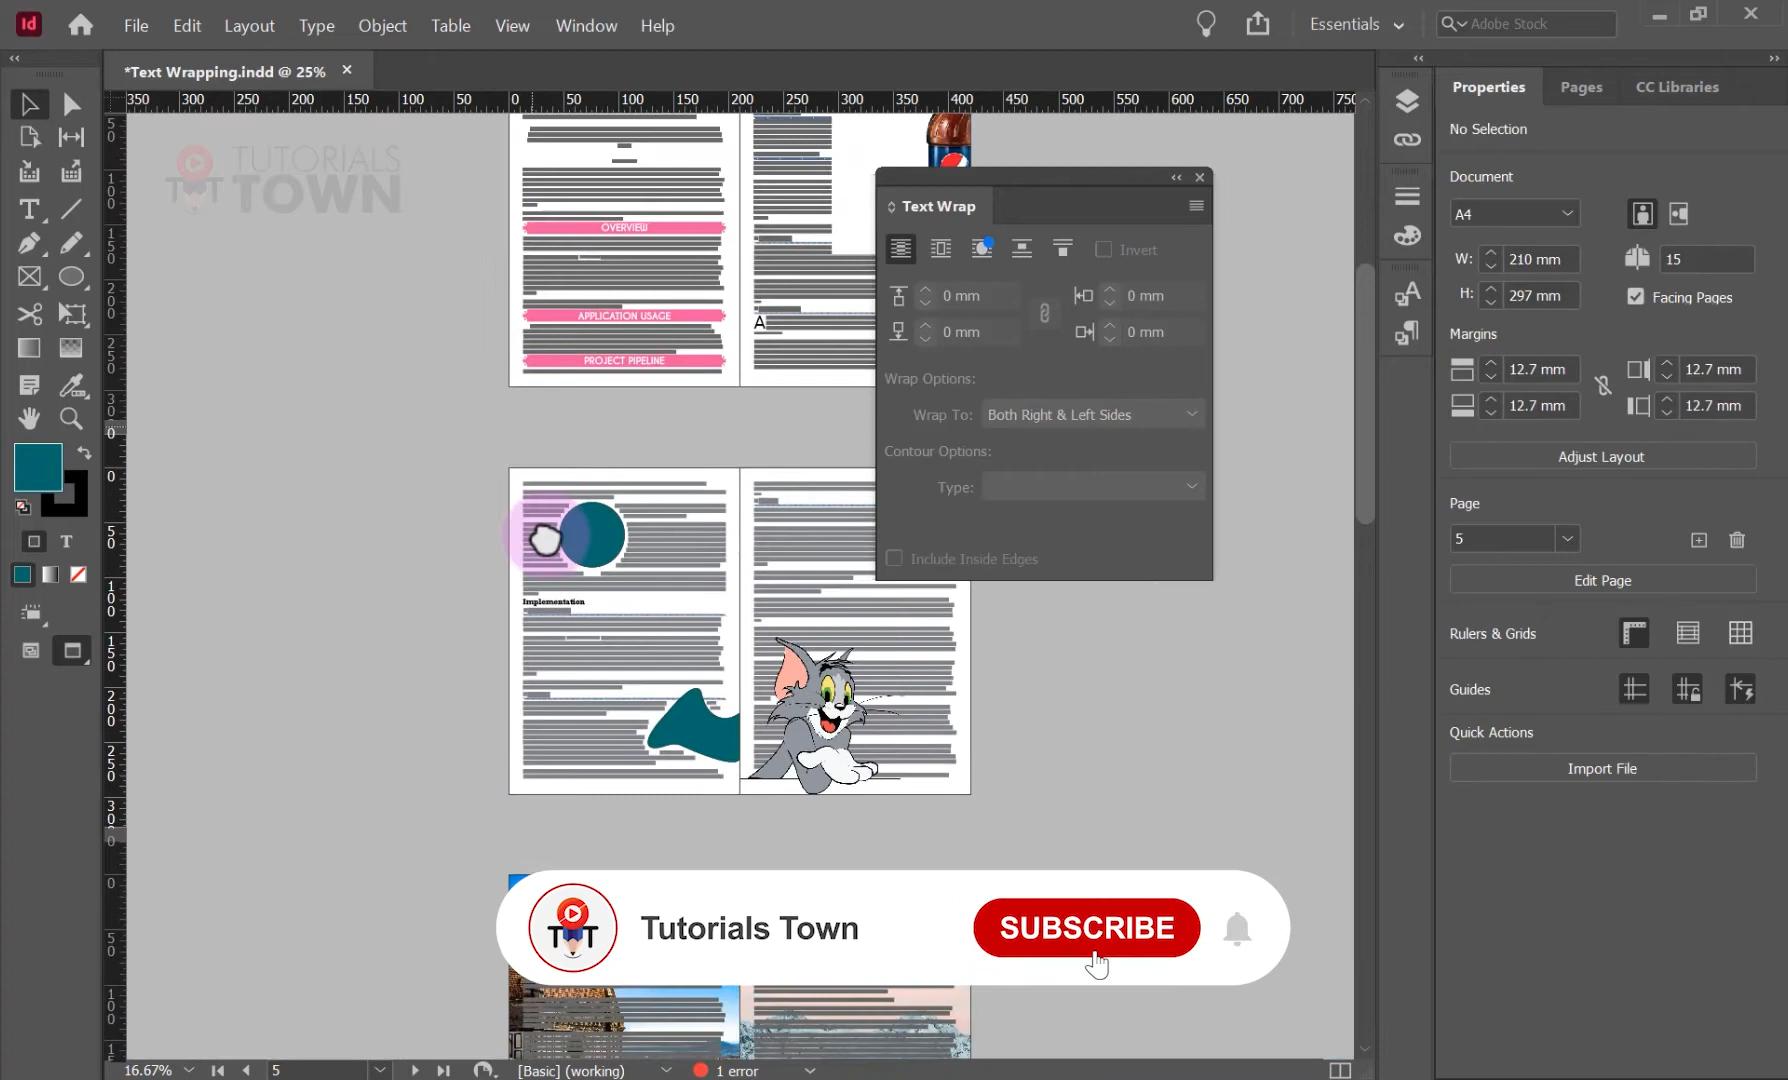 Id File Edit Layout Type Object Table View Window Help Essentials Adobe Stock
*Text Wrapping.indd @ 25%
350 300 250 200 150 100 50 0 50 100 150 200 250 300 350 400 450 500 550 600 650 700 750
Properties Pages CC Libraries
No Selection
Document
A4
W: 210 mm 15
H: 297 mm Facing Pages
Margins
12.7 mm 12.7 mm
12.7 mm 12.7 mm
Adjust Layout
Page
5
Edit Page
Rulers & Grids
Guides
Quick Actions
Import File
TUTORIALS
TOWN
OVERVIEW
APPLICATION USAGE
PROJECT PIPELINE
A
Text Wrap
Invert
0 mm 0 mm
0 mm 0 mm
Wrap Options:
Wrap To: Both Right & Left Sides
Contour Options:
Type:
Include Inside Edges
Implementation
Tutorials Town SUBSCRIBE
16.67% 5 [Basic] (working) 1 error